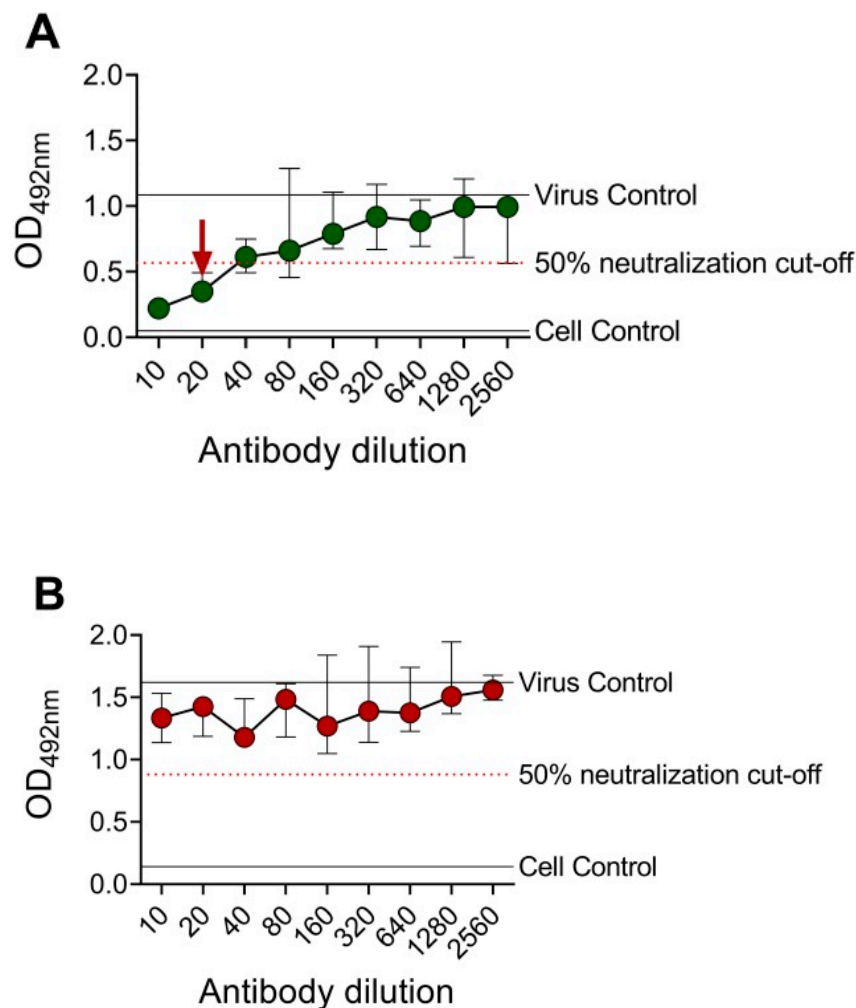 A
2.0
1.5
1.0
0.5
0.0
OD492nm
Virus Control
50% neutralization cut-off
Cell Control
10 20 40 80 160 320 640 1280 2560
Antibody dilution
B
2.0
1.5
1.0
0.5
0.0
OD492nm
Virus Control
50% neutralization cut-off
Cell Control
10 20 40 80 160 320 640 1280 2560
Antibody dilution